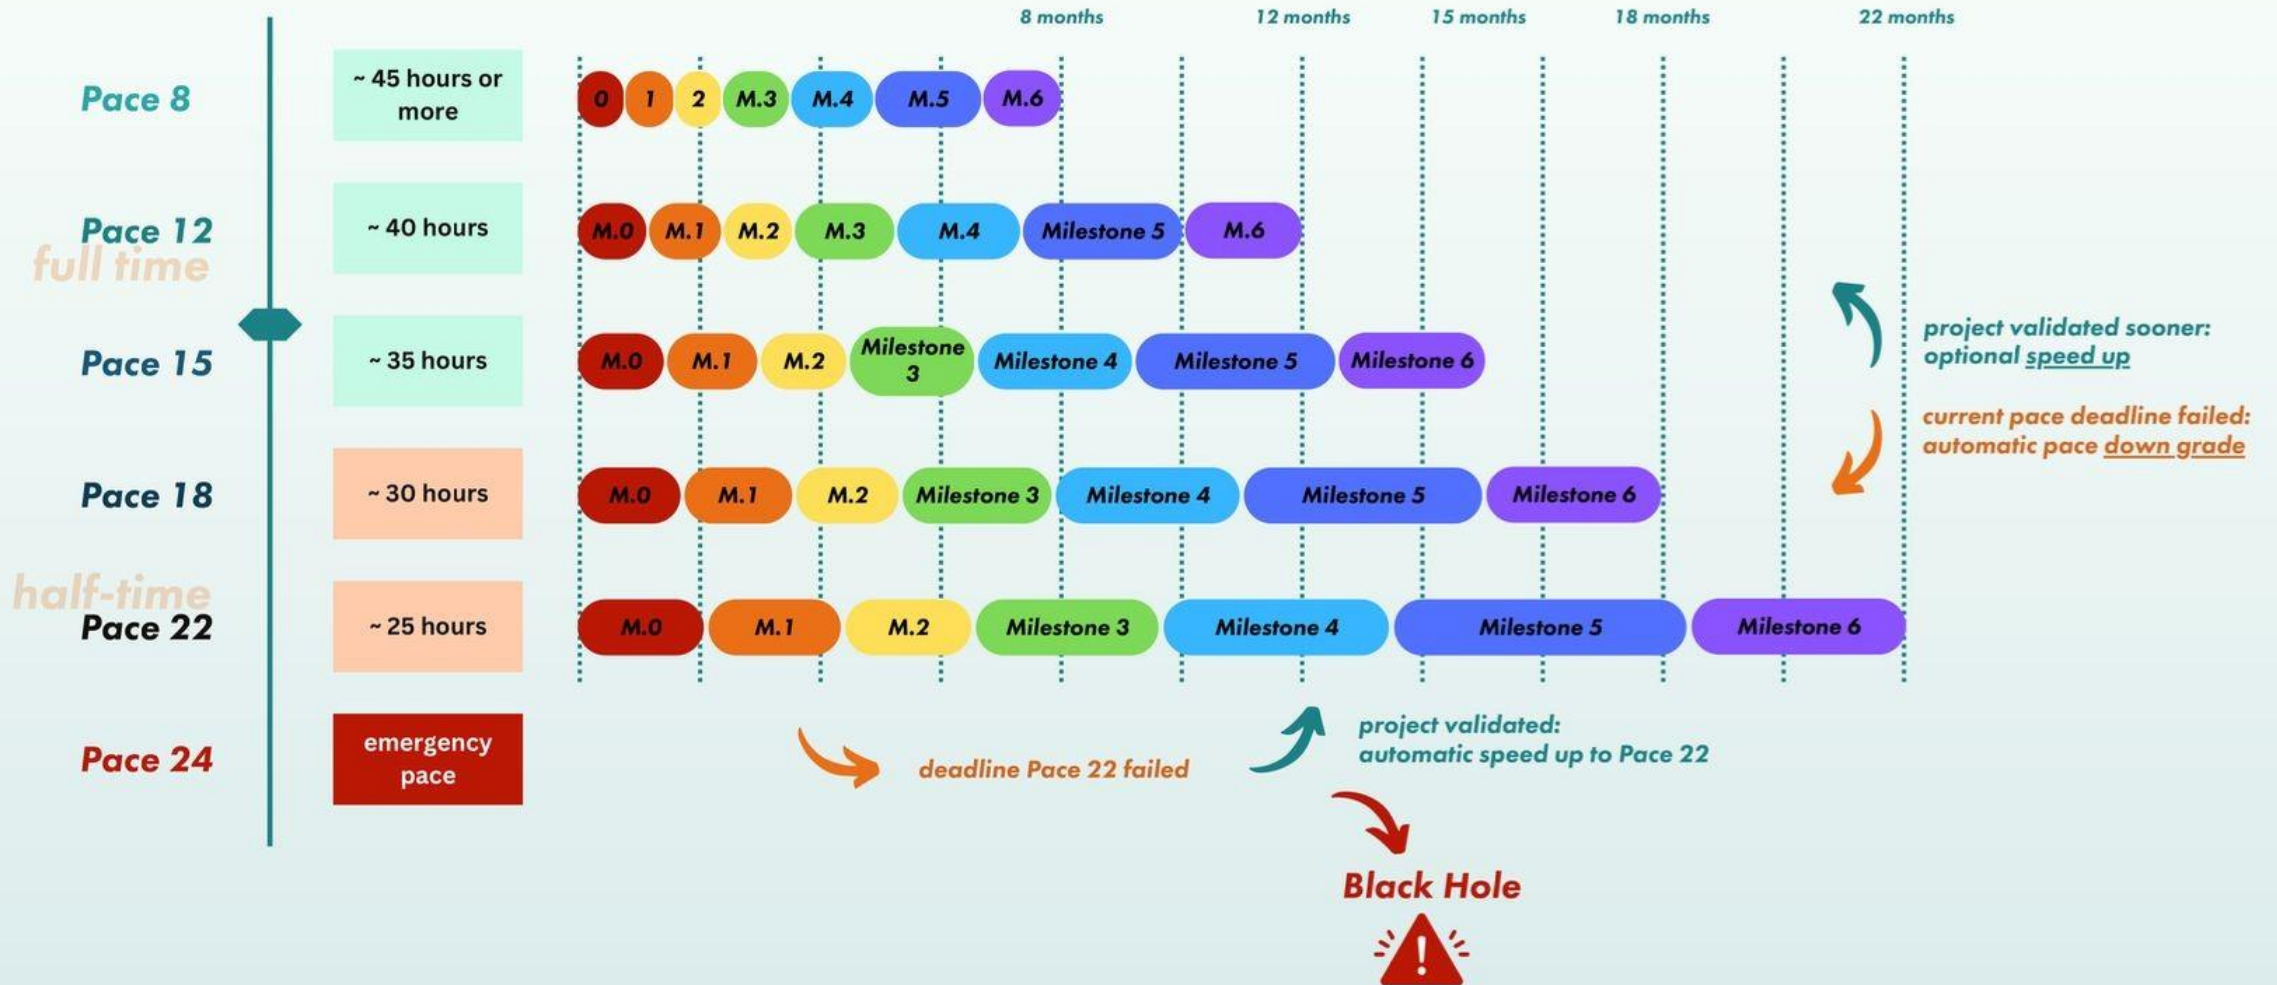 8 months
12 months
15 months
18 months
22 months
Pace 8
~ 45 hours or
more
0
1
2
M.3
M.4
M.5
M.6
Pace 12
full time
~ 40 hours
M.0
M.1
M.2
M.3
M.4
Milestone 5
M.6
Pace 15
~ 35 hours
M.0
M.1
M.2
Milestone
3
Milestone 4
Milestone 5
Milestone 6
project validated sooner:
optional speed up
current pace deadline failed:
automatic pace down grade
Pace 18
~ 30 hours
M.0
M.1
M.2
Milestone 3
Milestone 4
Milestone 5
Milestone 6
half-time
Pace 22
~ 25 hours
M.0
M.1
M.2
Milestone 3
Milestone 4
Milestone 5
Milestone 6
Pace 24
emergency
pace
deadline Pace 22 failed
project validated:
automatic speed up to Pace 22
Black Hole
!